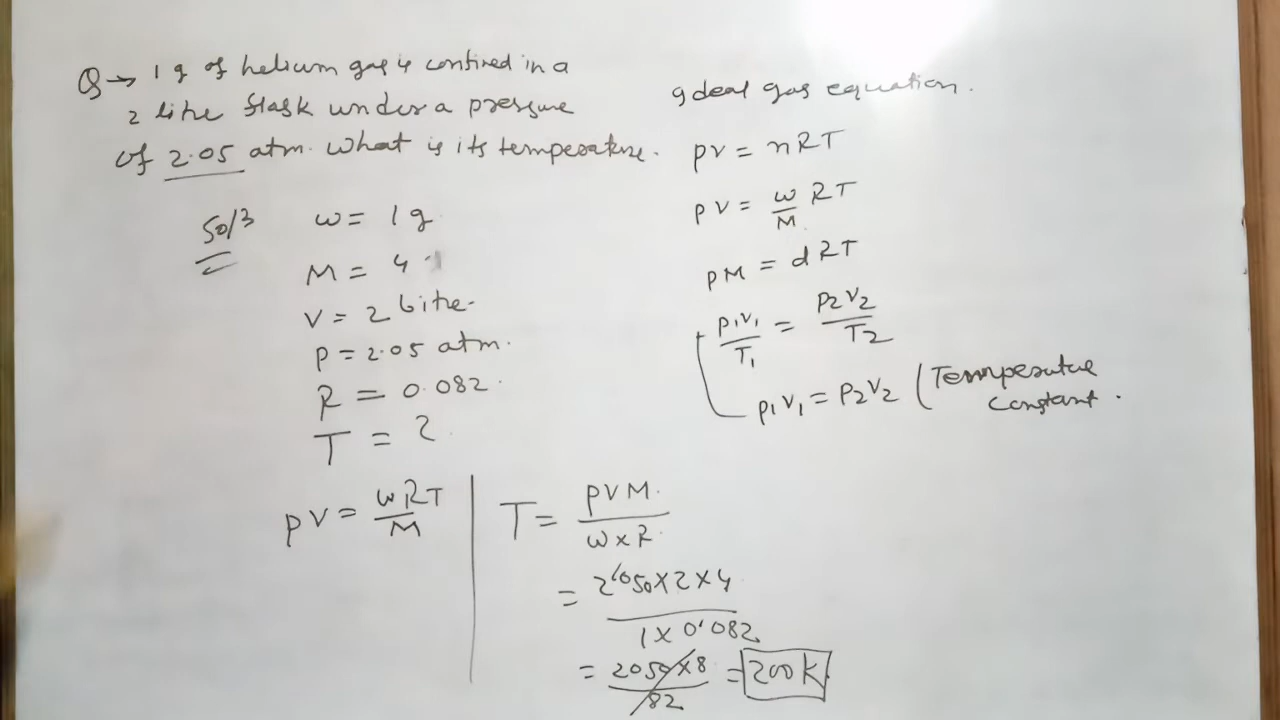 Q → 1 g of helium gas is confined in a
2 litre flask under a pressure
of 2.05 atm. What is its temperature.
Sol3
w = 1 g
M = 4
V = 2 litre.
P = 2.05 atm.
R = 0.082.
T = ?
PV = wRT/M
Ideal gas equation.
PV = nRT
PV = w/M RT
PM = dRT
P1V1/T1 = P2V2/T2
P1V1 = P2V2 (Temperature
constant.
T = PVM/w×R
= 2.050×2×4/1×0.082
= 2050×8/82 = 200K